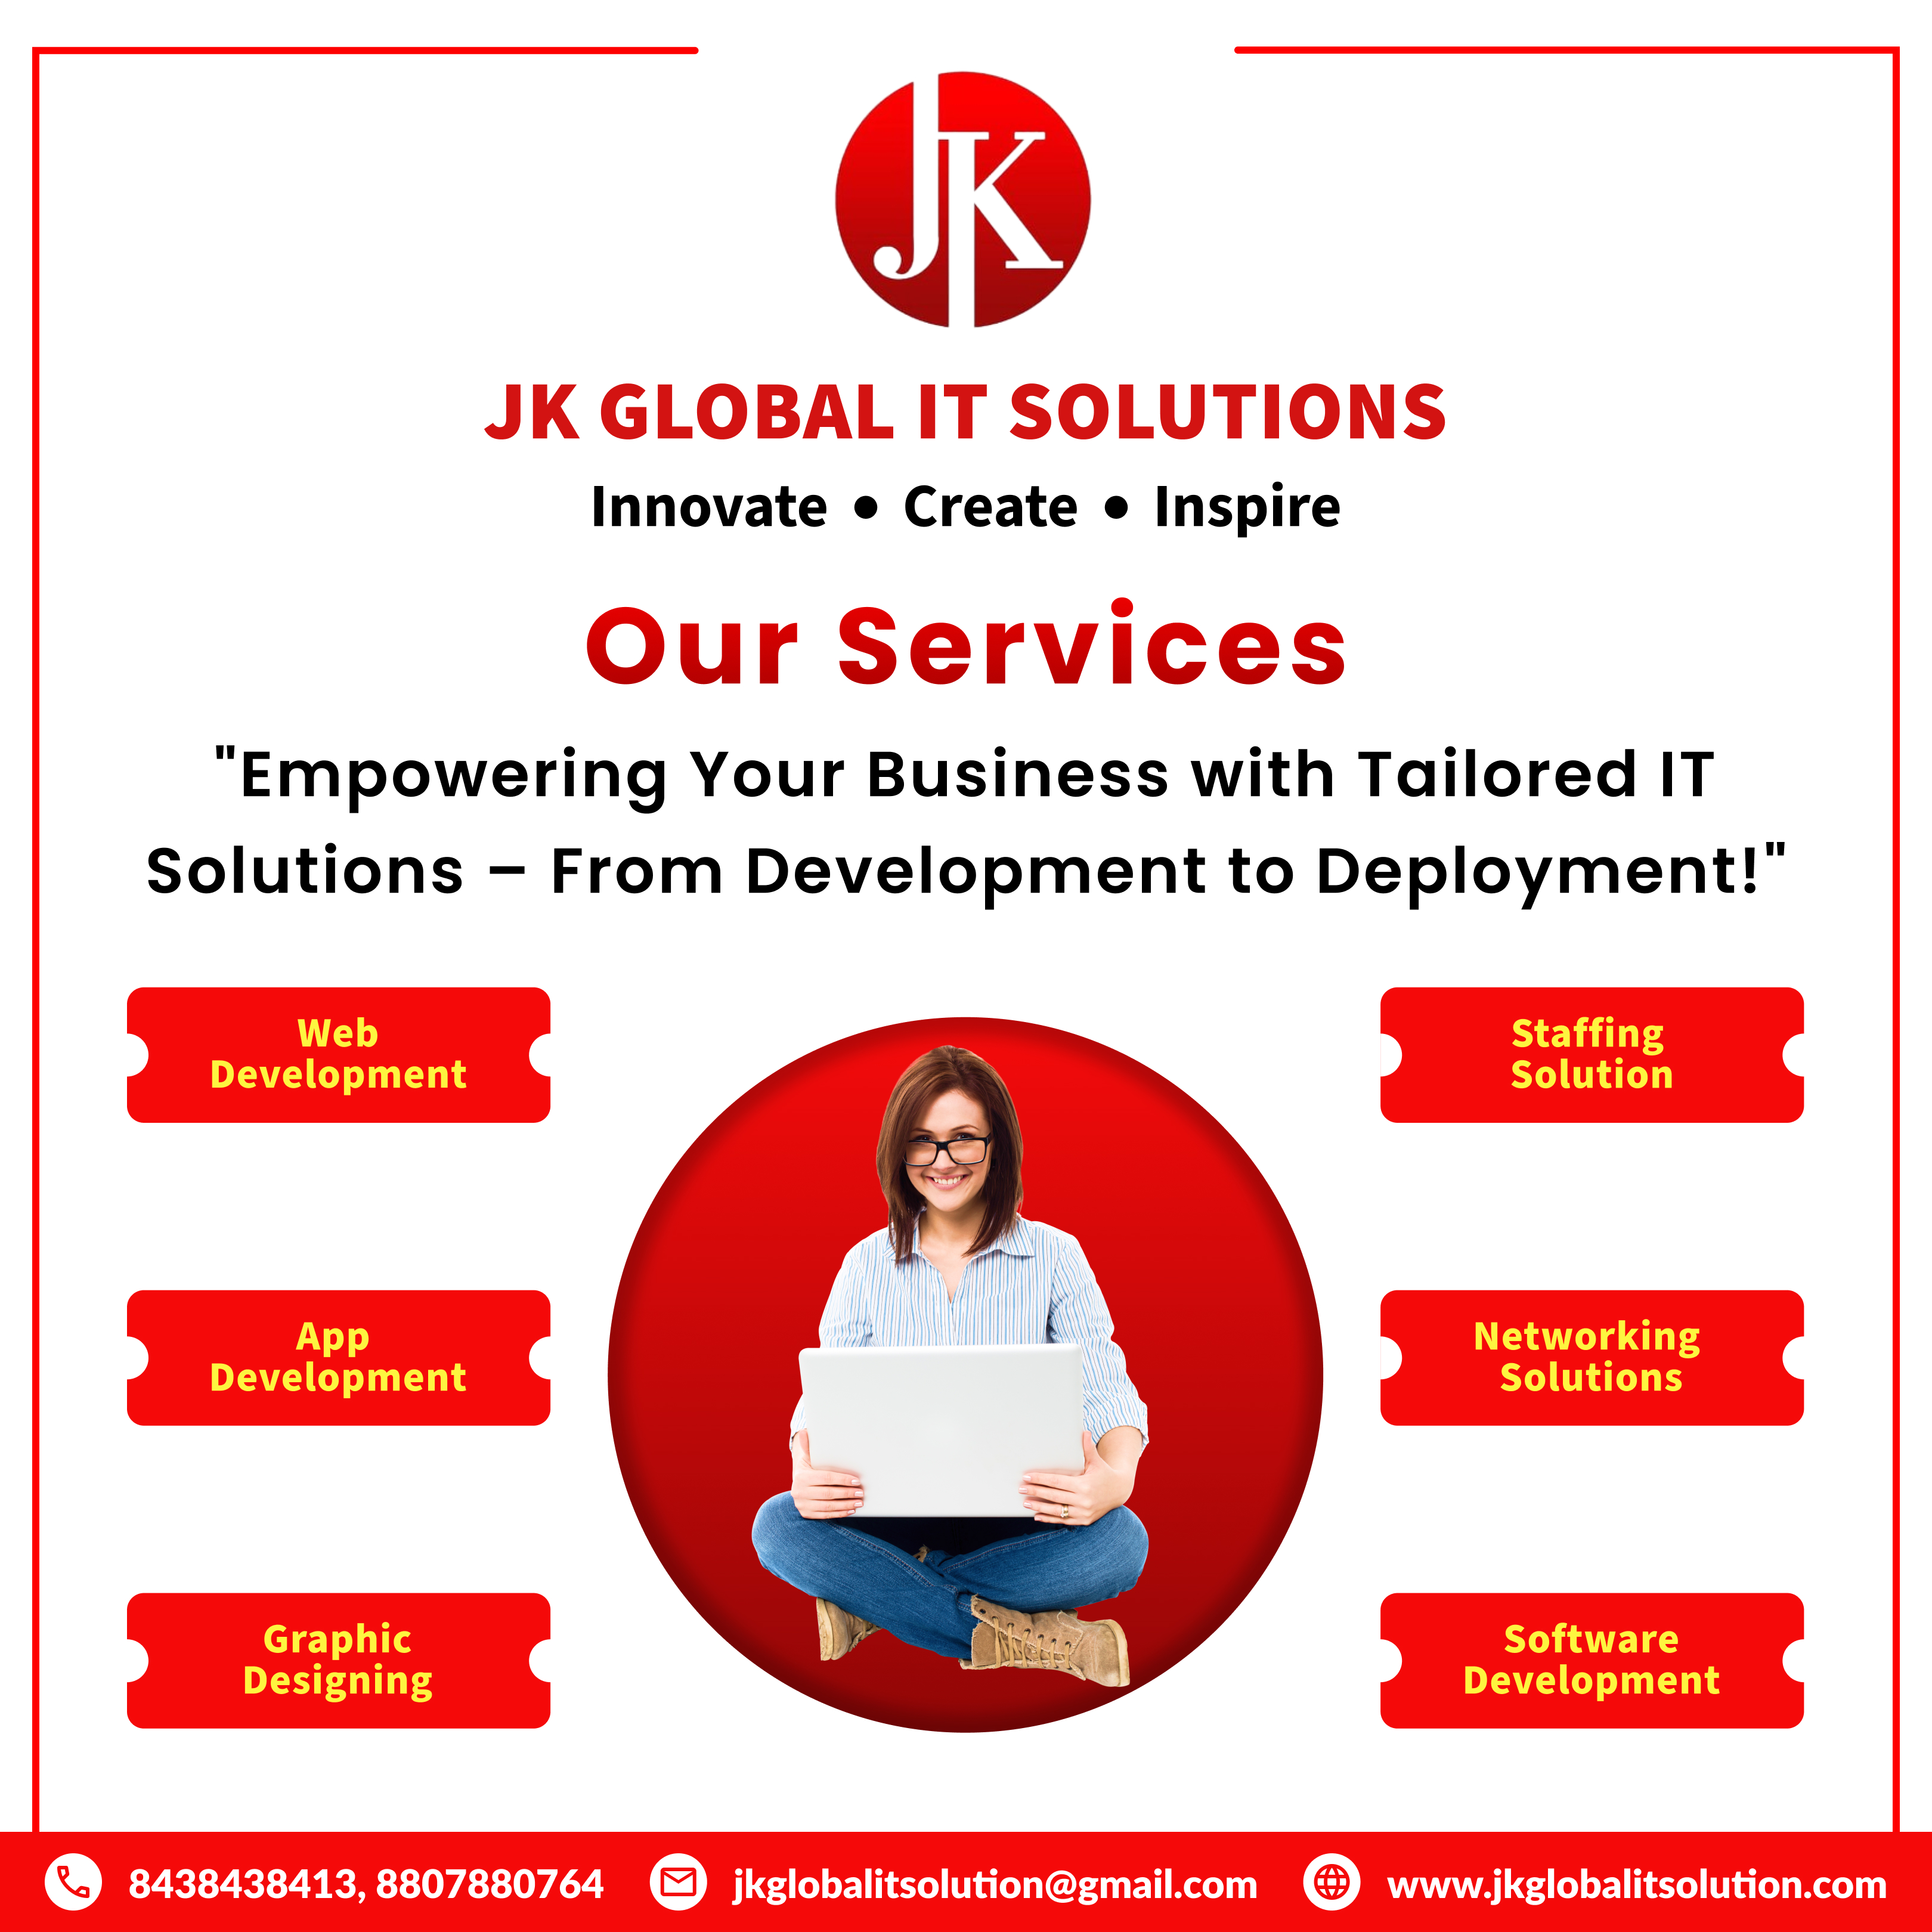 JK
JK GLOBAL IT SOLUTIONS
Innovate • Create • Inspire
Our Services
"Empowering Your Business with Tailored IT
Solutions – From Development to Deployment!"
Web
Development
Staffing
Solution
App
Development
Networking
Solutions
Graphic
Designing
Software
Development
8438438413, 8807880764
jkglobalitsolution@gmail.com
www.jkglobalitsolution.com